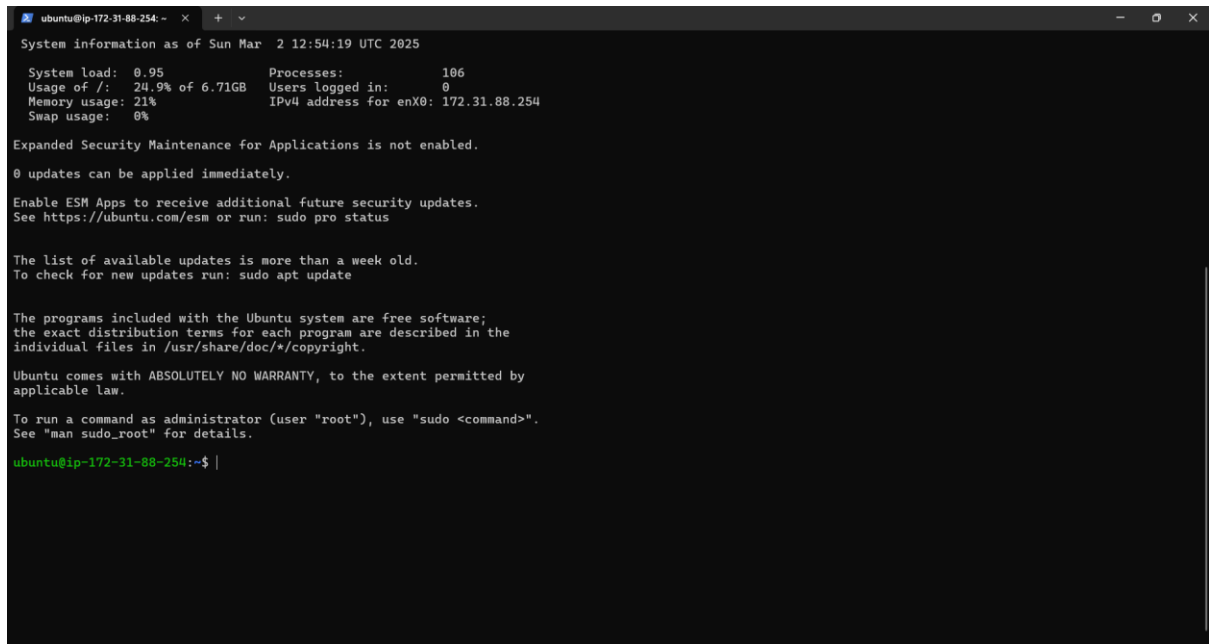 ubuntu@ip-172-31-88-254: ~
System information as of Sun Mar  2 12:54:19 UTC 2025
System load:  0.95                Processes:             106
Usage of /:   24.9% of 6.71GB   Users logged in:       0
Memory usage: 21%               IPv4 address for enX0: 172.31.88.254
Swap usage:   0%
Expanded Security Maintenance for Applications is not enabled.
0 updates can be applied immediately.
Enable ESM Apps to receive additional future security updates.
See https://ubuntu.com/esm or run: sudo pro status
The list of available updates is more than a week old.
To check for new updates run: sudo apt update
The programs included with the Ubuntu system are free software;
the exact distribution terms for each program are described in the
individual files in /usr/share/doc/*/copyright.
Ubuntu comes with ABSOLUTELY NO WARRANTY, to the extent permitted by
applicable law.
To run a command as administrator (user "root"), use "sudo <command>".
See "man sudo_root" for details.
ubuntu@ip-172-31-88-254:~$